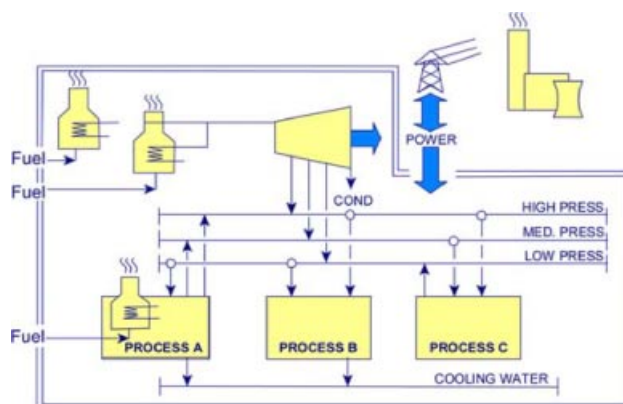 POWER
Fuel
Fuel
COND
HIGH PRESS
MED. PRESS
LOW PRESS
Fuel
PROCESS A
PROCESS B
PROCESS C
COOLING WATER